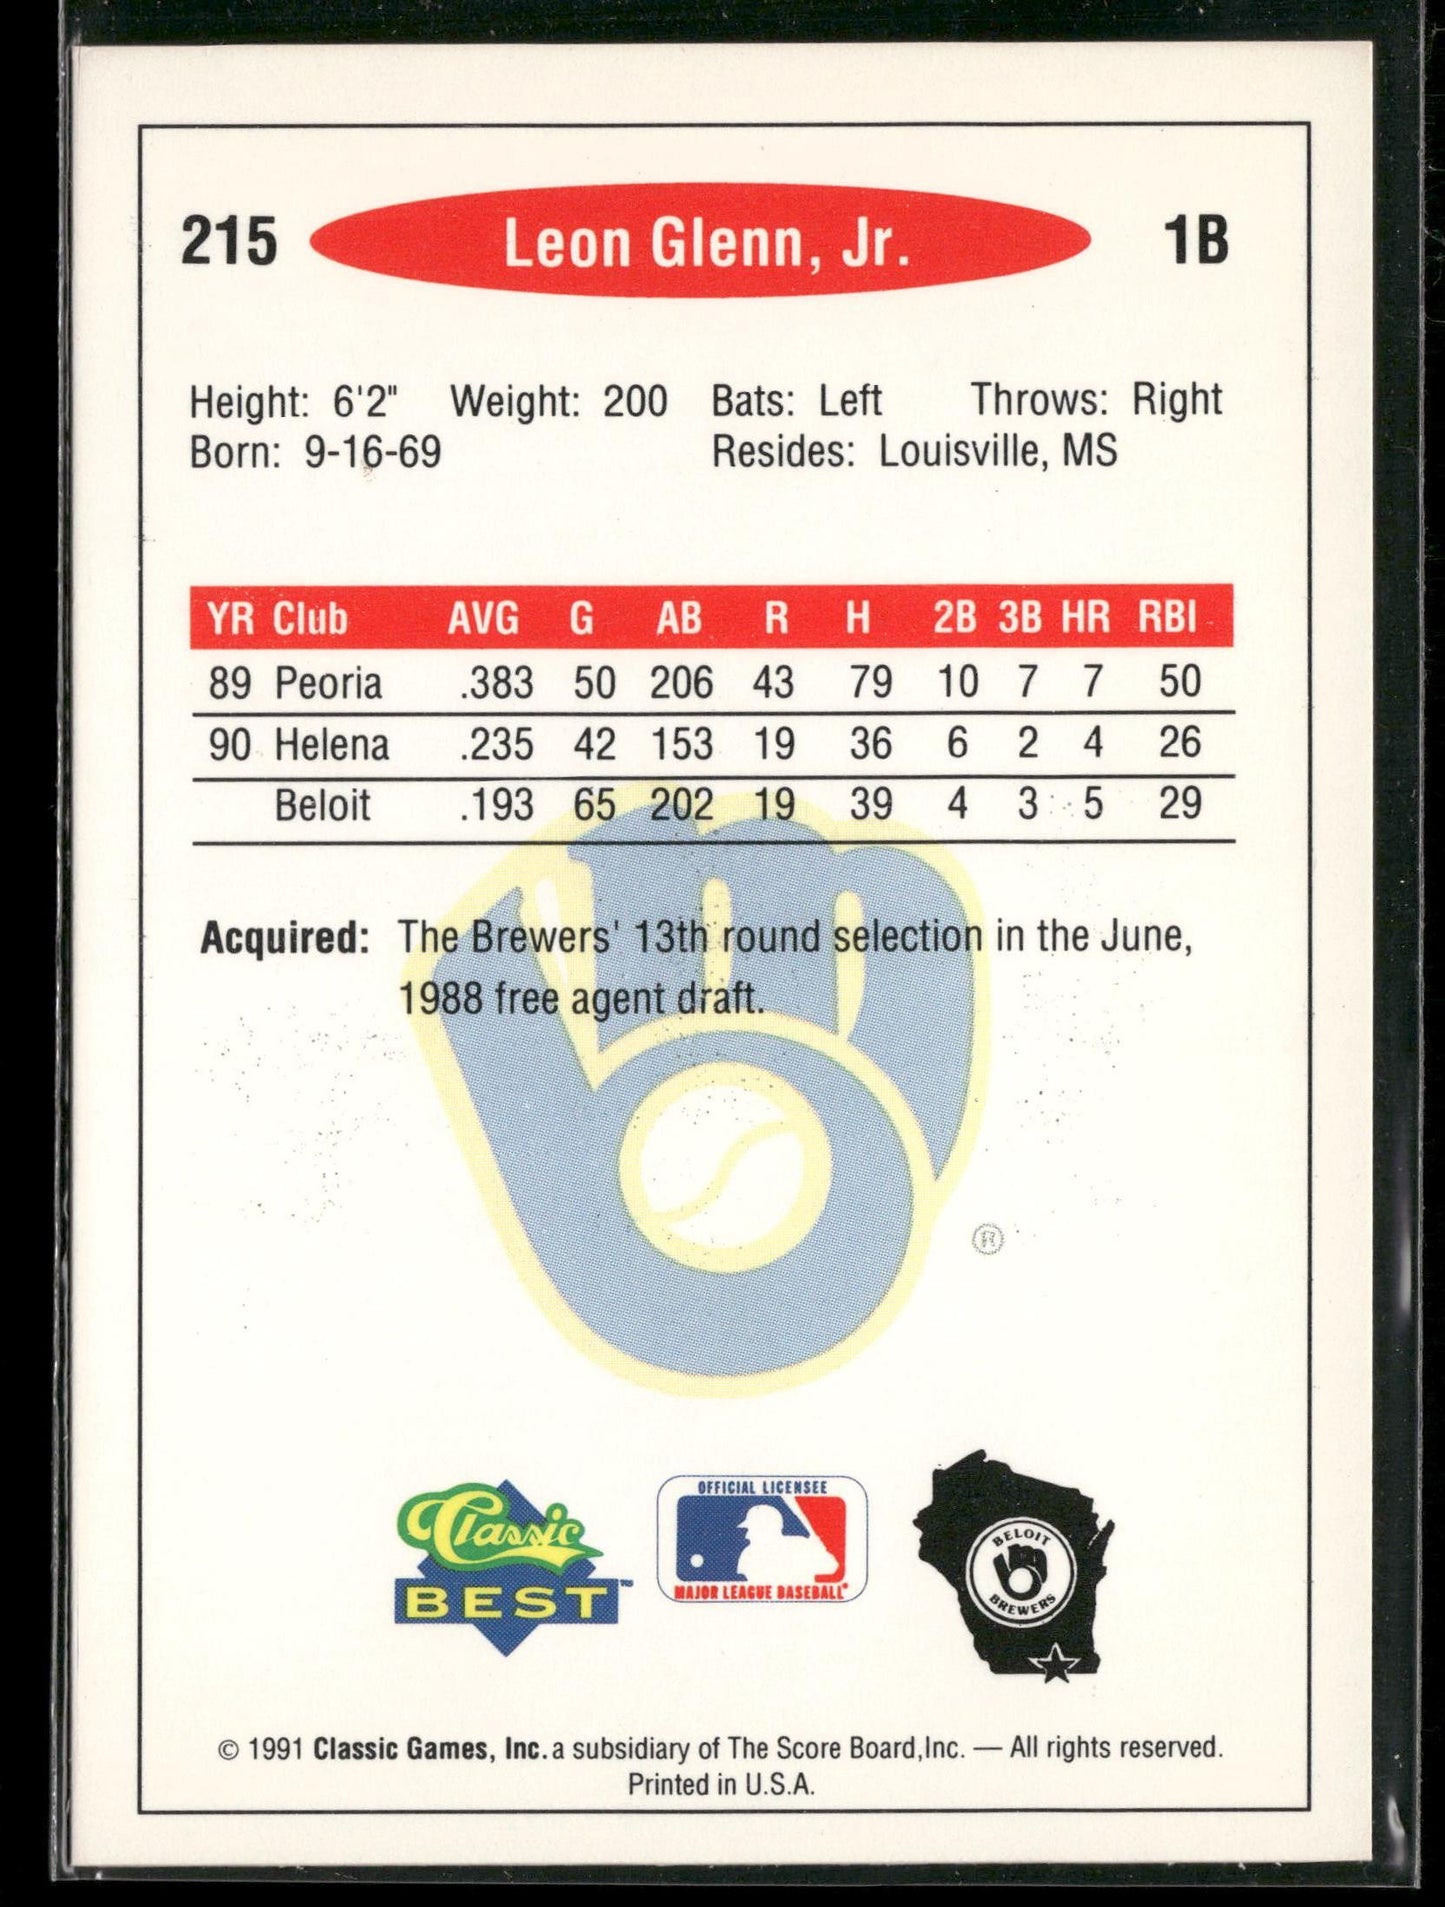 215 Leon Glenn, Jr. 1B
Height: 6'2" Weight: 200 Bats: Left Throws: Right
Born: 9-16-69 Resides: Louisville, MS
YR Club AVG G AB R H 2B 3B HR RBI
89 Peoria .383 50 206 43 79 10 7 7 50
90 Helena .235 42 153 19 36 6 2 4 26
Beloit .193 65 202 19 39 4 3 5 29
Acquired: The Brewers' 13th round selection in the June,
1988 free agent draft.
®
Classic
BEST™
OFFICIAL LICENSEE
MAJOR LEAGUE BASEBALL®
BELOIT
BREWERS
© 1991 Classic Games, Inc. a subsidiary of The Score Board,Inc. — All rights reserved.
Printed in U.S.A.